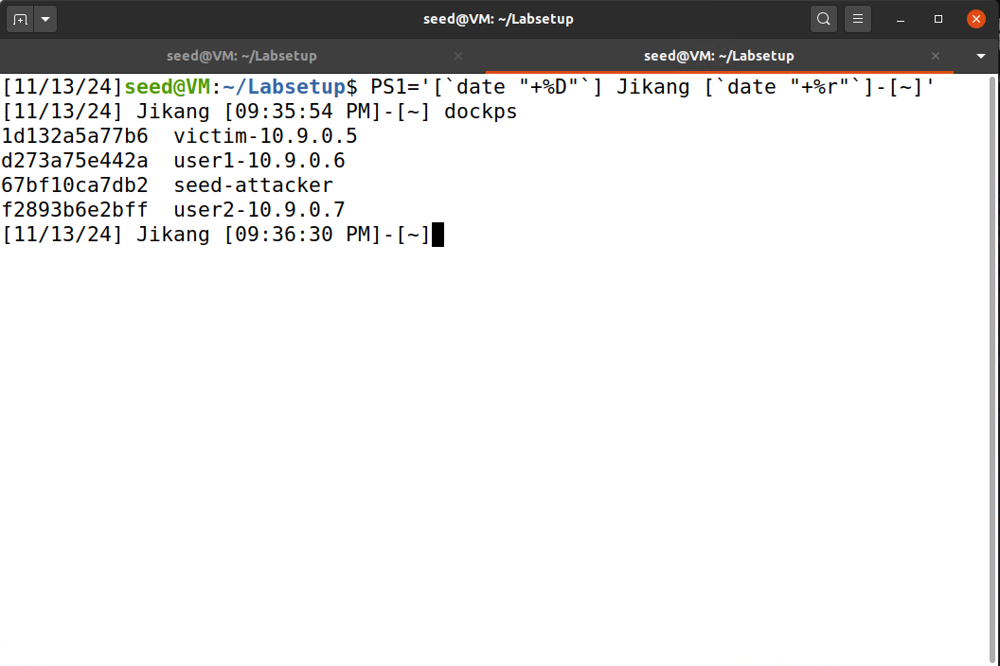 seed@VM: ~/Labsetup
seed@VM: ~/Labsetup seed@VM: ~/Labsetup
[11/13/24]seed@VM:~/Labsetup$ PS1='[`date "+%D"`] Jikang [`date "+%r"`]-[~]'
[11/13/24] Jikang [09:35:54 PM]-[~] dockps
1d132a5a77b6  victim-10.9.0.5
d273a75e442a  user1-10.9.0.6
67bf10ca7db2  seed-attacker
f2893b6e2bff  user2-10.9.0.7
[11/13/24] Jikang [09:36:30 PM]-[~]